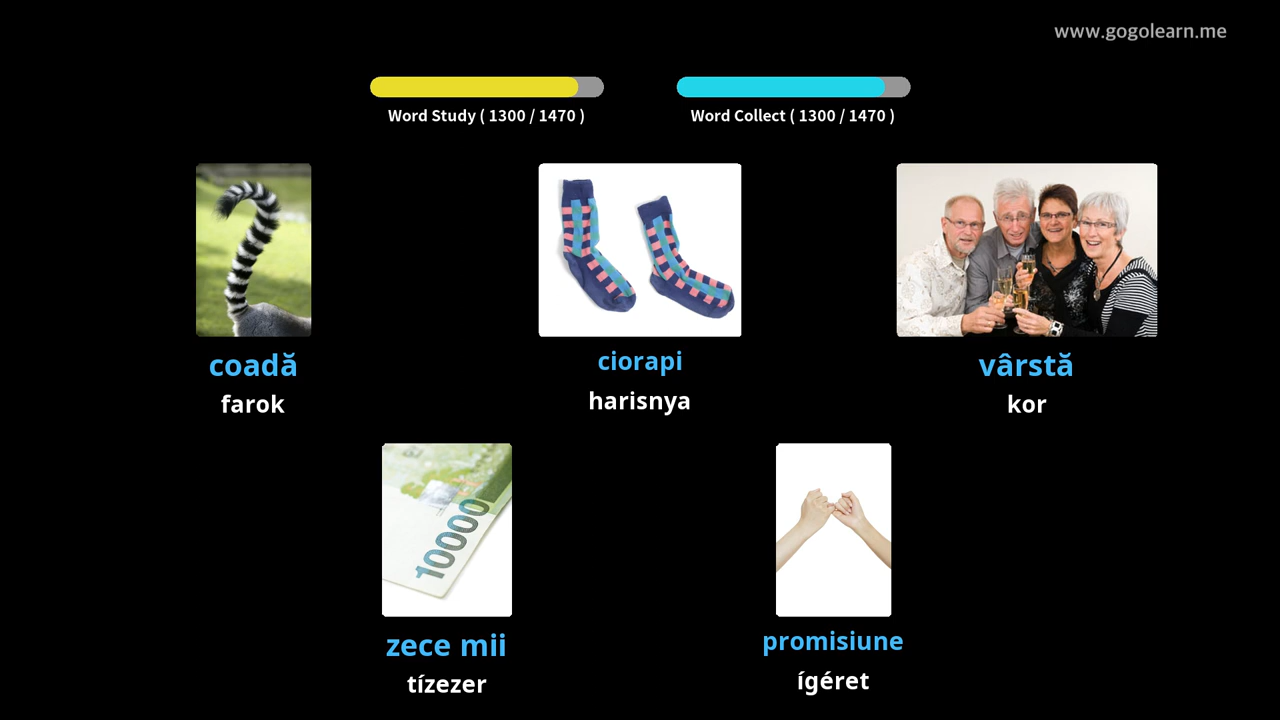 www.gogolearn.me
Word Study ( 1300 / 1470 )
Word Collect ( 1300 / 1470 )
coadă
farok
ciorapi
harisnya
vârstă
kor
10000
zece mii
tízezer
promisiune
ígéret